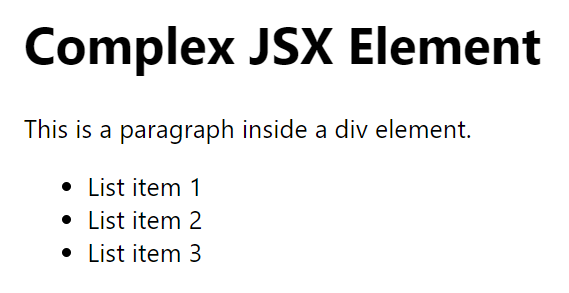 Complex JSX Element
This is a paragraph inside a div element.
• List item 1
• List item 2
• List item 3